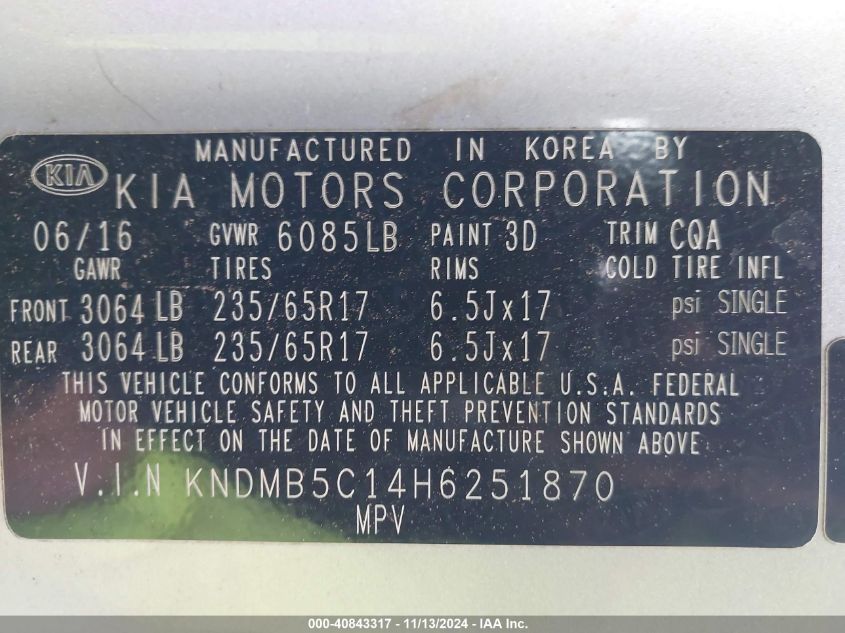 MANUFACTURED IN KOREA BY
KIA KIA MOTORS CORPORATION
06/16 GVWR 6085LB PAINT 3D TRIM CQA
GAWR TIRES RIMS COLD TIRE INFL
FRONT 3064 LB 235/65R17 6.5Jx17 psi SINGLE
REAR 3064 LB 235/65R17 6.5Jx17 psi SINGLE
THIS VEHICLE CONFORMS TO ALL APPLICABLE U.S.A. FEDERAL
MOTOR VEHICLE SAFETY AND THEFT PREVENTION STANDARDS
IN EFFECT ON THE DATE OF MANUFACTURE SHOWN ABOVE
V.I.N KNDMB5C14H6251870
MPV
000-40843317 - 11/13/2024 - IAA Inc.